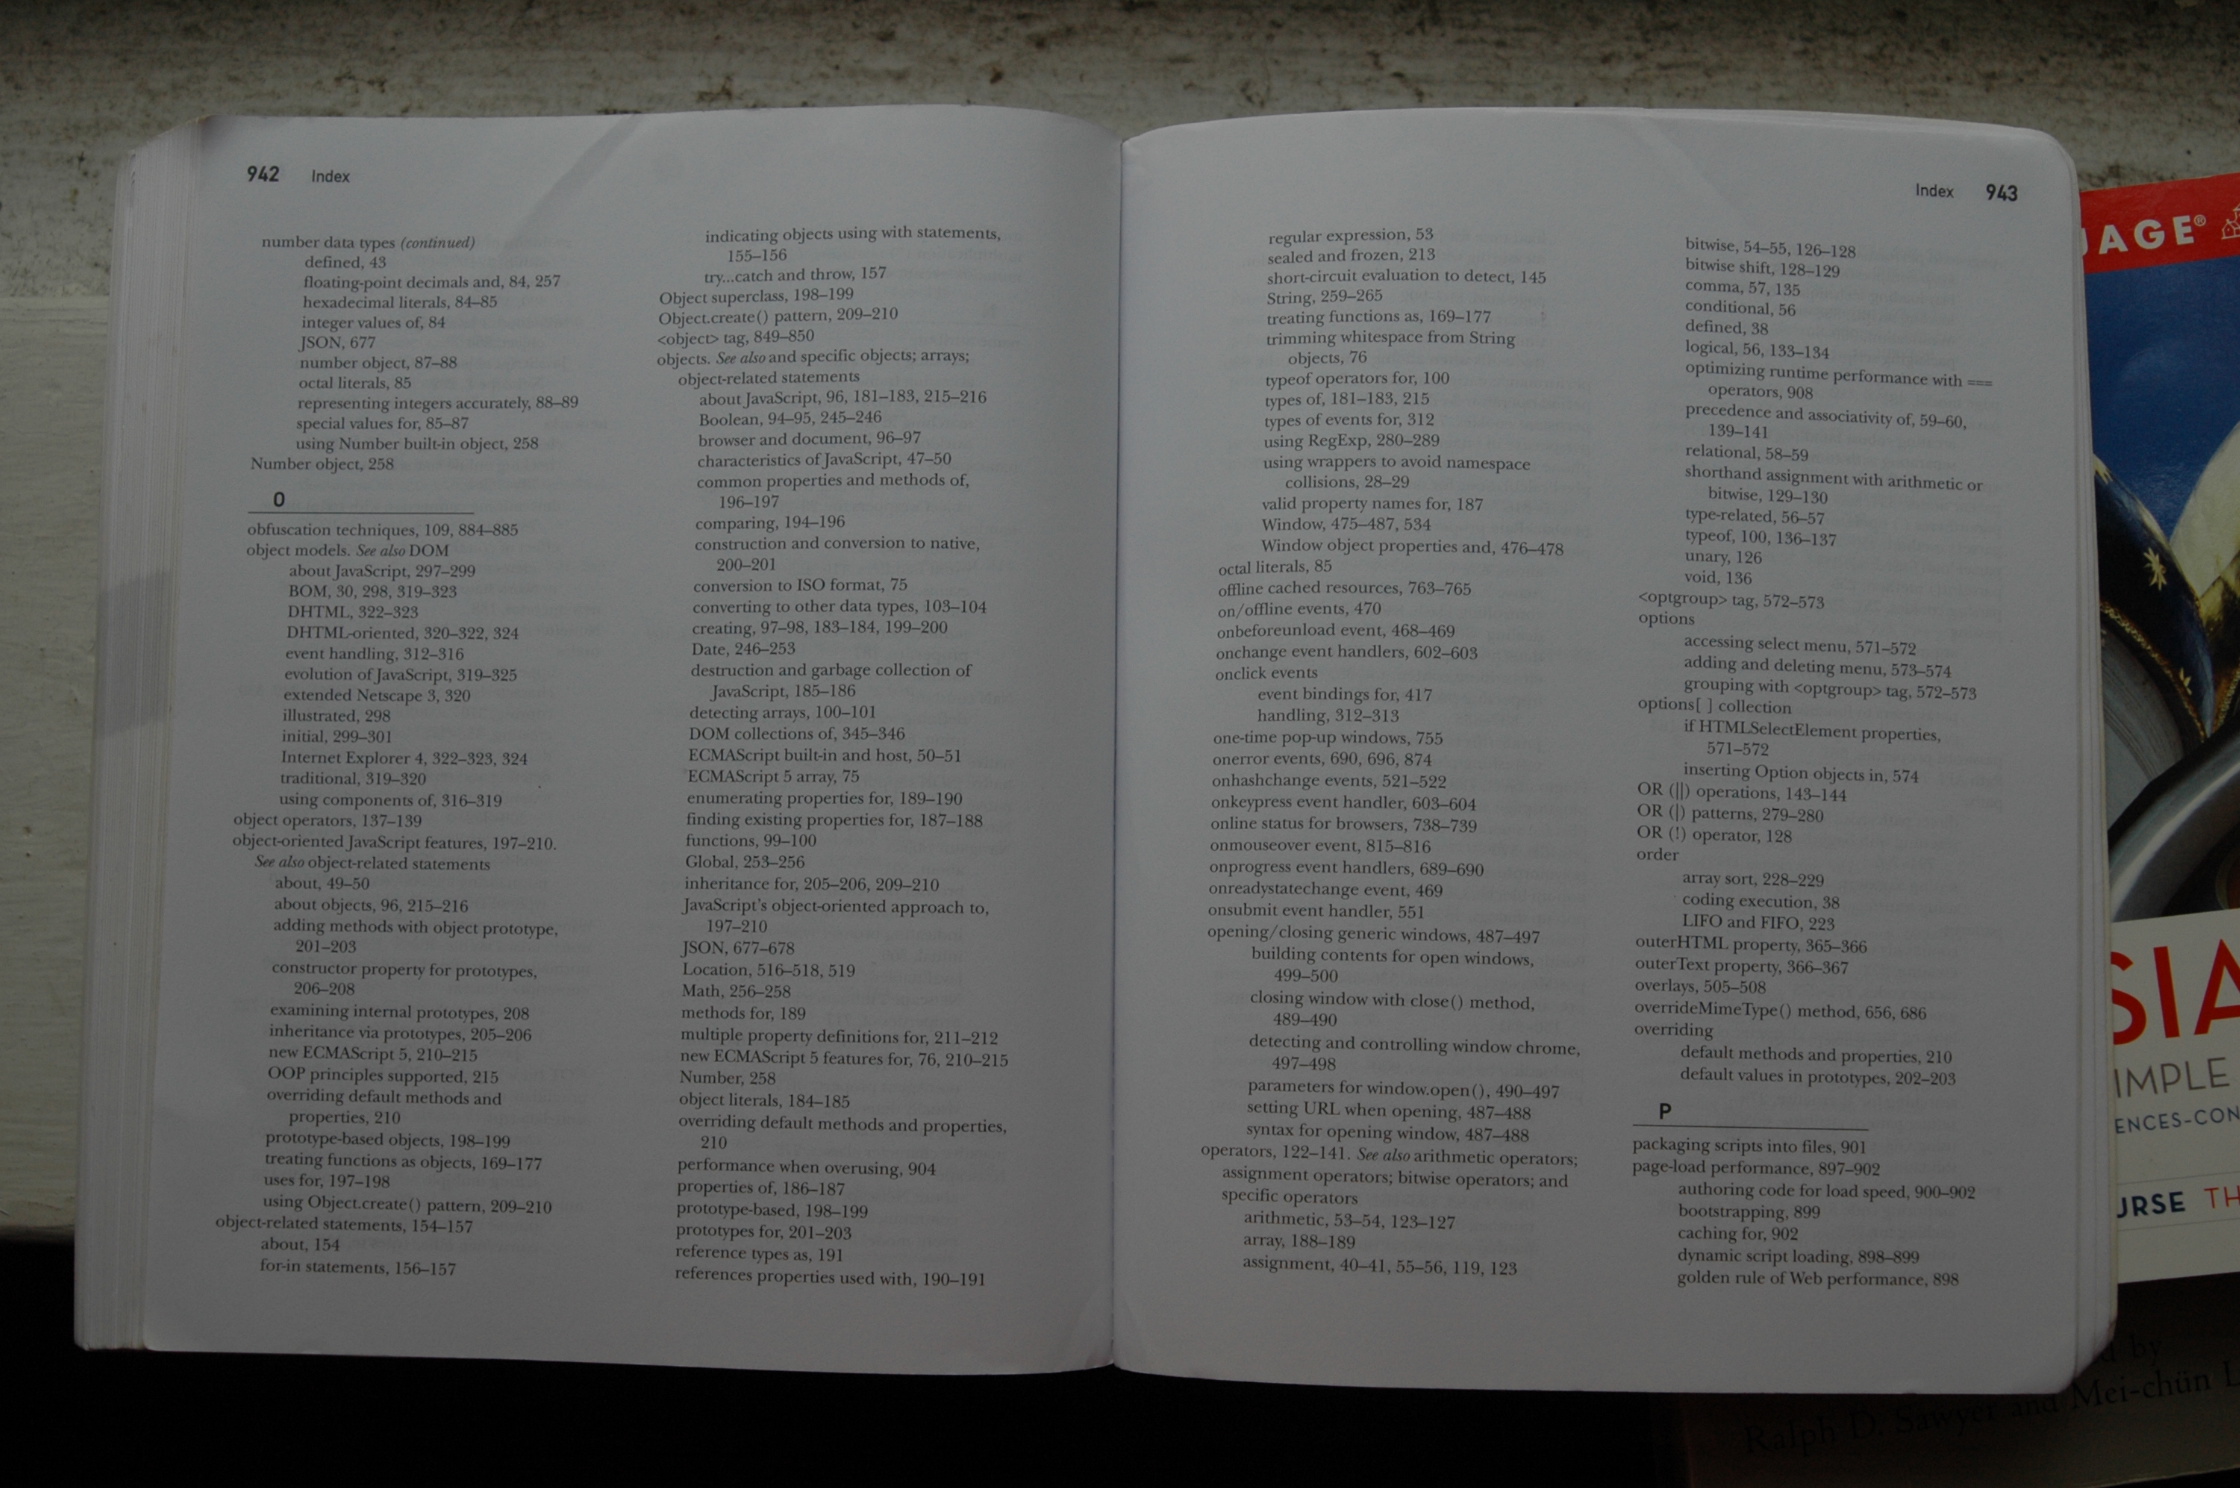 942 Index
number data types (continued)
defined, 43
floating-point decimals and, 84, 257
hexadecimal literals, 84–85
integer values of, 84
JSON, 677
number object, 87–88
octal literals, 85
representing integers accurately, 88–89
special values for, 85–87
using Number built-in object, 258
Number object, 258
O
obfuscation techniques, 109, 884–885
object models. See also DOM
about JavaScript, 297–299
BOM, 30, 298, 319–323
DHTML, 322–323
DHTML-oriented, 320–322, 324
event handling, 312–316
evolution of JavaScript, 319–325
extended Netscape 3, 320
illustrated, 298
initial, 299–301
Internet Explorer 4, 322–323, 324
traditional, 319–320
using components of, 316–319
object operators, 137–139
object-oriented JavaScript features, 197–210.
See also object-related statements
about, 49–50
about objects, 96, 215–216
adding methods with object prototype,
201–203
constructor property for prototypes,
206–208
examining internal prototypes, 208
inheritance via prototypes, 205–206
new ECMAScript 5, 210–215
OOP principles supported, 215
overriding default methods and
properties, 210
prototype-based objects, 198–199
treating functions as objects, 169–177
uses for, 197–198
using Object.create() pattern, 209–210
object-related statements, 154–157
about, 154
for-in statements, 156–157
indicating objects using with statements,
155–156
try...catch and throw, 157
Object superclass, 198–199
Object.create() pattern, 209–210
<object> tag, 849–850
objects. See also and specific objects; arrays;
object-related statements
about JavaScript, 96, 181–183, 215–216
Boolean, 94–95, 245–246
browser and document, 96–97
characteristics of JavaScript, 47–50
common properties and methods of,
196–197
comparing, 194–196
construction and conversion to native,
200–201
conversion to ISO format, 75
converting to other data types, 103–104
creating, 97–98, 183–184, 199–200
Date, 246–253
destruction and garbage collection of
JavaScript, 185–186
detecting arrays, 100–101
DOM collections of, 345–346
ECMAScript built-in and host, 50–51
ECMAScript 5 array, 75
enumerating properties for, 189–190
finding existing properties for, 187–188
functions, 99–100
Global, 253–256
inheritance for, 205–206, 209–210
JavaScript's object-oriented approach to,
197–210
JSON, 677–678
Location, 516–518, 519
Math, 256–258
methods for, 189
multiple property definitions for, 211–212
new ECMAScript 5 features for, 76, 210–215
Number, 258
object literals, 184–185
overriding default methods and properties,
210
performance when overusing, 904
properties of, 186–187
prototype-based, 198–199
prototypes for, 201–203
reference types as, 191
references properties used with, 190–191
Index 943
regular expression, 53
sealed and frozen, 213
short-circuit evaluation to detect, 145
String, 259–265
treating functions as, 169–177
trimming whitespace from String
objects, 76
typeof operators for, 100
types of, 181–183, 215
types of events for, 312
using RegExp, 280–289
using wrappers to avoid namespace
collisions, 28–29
valid property names for, 187
Window, 475–487, 534
Window object properties and, 476–478
octal literals, 85
offline cached resources, 763–765
on/offline events, 470
onbeforeunload event, 468–469
onchange event handlers, 602–603
onclick events
event bindings for, 417
handling, 312–313
one-time pop-up windows, 755
onerror events, 690, 696, 874
onhashchange events, 521–522
onkeypress event handler, 603–604
online status for browsers, 738–739
onmouseover event, 815–816
onprogress event handlers, 689–690
onreadystatechange event, 469
onsubmit event handler, 551
opening/closing generic windows, 487–497
building contents for open windows,
499–500
closing window with close() method,
489–490
detecting and controlling window chrome,
497–498
parameters for window.open(), 490–497
setting URL when opening, 487–488
syntax for opening window, 487–488
operators, 122–141. See also arithmetic operators;
assignment operators; bitwise operators; and
specific operators
arithmetic, 53–54, 123–127
array, 188–189
assignment, 40–41, 55–56, 119, 123
bitwise, 54–55, 126–128
bitwise shift, 128–129
comma, 57, 135
conditional, 56
defined, 38
logical, 56, 133–134
optimizing runtime performance with ===
operators, 908
precedence and associativity of, 59–60,
139–141
relational, 58–59
shorthand assignment with arithmetic or
bitwise, 129–130
type-related, 56–57
typeof, 100, 136–137
unary, 126
void, 136
<optgroup> tag, 572–573
options
accessing select menu, 571–572
adding and deleting menu, 573–574
grouping with <optgroup> tag, 572–573
options[ ] collection
if HTMLSelectElement properties,
571–572
inserting Option objects in, 574
OR (||) operations, 143–144
OR (|) patterns, 279–280
OR (!) operator, 128
order
array sort, 228–229
coding execution, 38
LIFO and FIFO, 223
outerHTML property, 365–366
outerText property, 366–367
overlays, 505–508
overrideMimeType() method, 656, 686
overriding
default methods and properties, 210
default values in prototypes, 202–203
P
packaging scripts into files, 901
page-load performance, 897–902
authoring code for load speed, 900–902
bootstrapping, 899
caching for, 902
dynamic script loading, 898–899
golden rule of Web performance, 898
UAGE®
SIA
IMPLE
ENCES-CON
URSE TH
d by
Ralph D. Sawyer and Mei-chün L